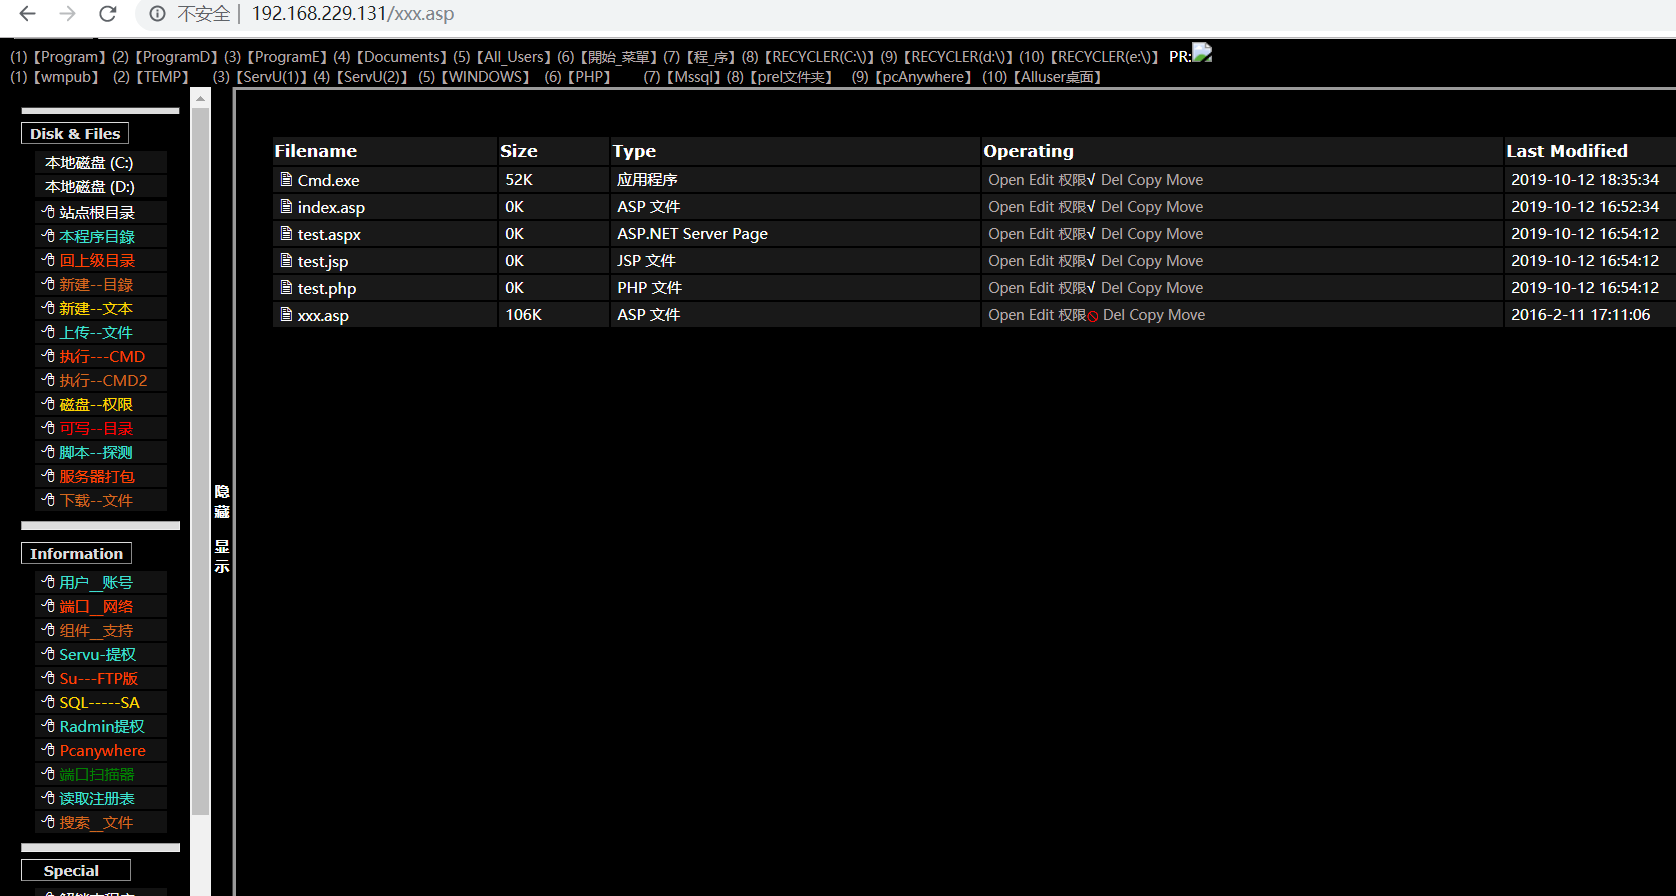 不安全 | 192.168.229.131/xxx.asp
(1)【Program】(2)【ProgramD】(3)【ProgramE】(4)【Documents】(5)【All_Users】(6)【開始_菜單】(7)【程_序】(8)【RECYCLER(C:\)】(9)【RECYCLER(d:\)】(10)【RECYCLER(e:\)】 PR:
(1)【wmpub】 (2)【TEMP】 (3)【ServU(1)】(4)【ServU(2)】 (5)【WINDOWS】 (6)【PHP】 (7)【Mssql】(8)【prel文件夹】 (9)【pcAnywhere】 (10)【Alluser桌面】
Disk & Files
本地磁盘 (C:)
本地磁盘 (D:)
站点根目录
本程序目錄
回上级目录
新建--目錄
新建--文本
上传--文件
执行---CMD
执行--CMD2
磁盘--权限
可写--目录
脚本--探测
服务器打包
下载--文件
Information
用户__账号
端口__网络
组件__支持
Servu-提权
Su---FTP版
SQL-----SA
Radmin提权
Pcanywhere
端口扫描器
读取注册表
搜索__文件
Special
隐
藏
显
示
Filename Size Type Operating Last Modified
Cmd.exe 52K 应用程序 Open Edit 权限√ Del Copy Move 2019-10-12 18:35:34
index.asp 0K ASP 文件 Open Edit 权限√ Del Copy Move 2019-10-12 16:52:34
test.aspx 0K ASP.NET Server Page Open Edit 权限√ Del Copy Move 2019-10-12 16:54:12
test.jsp 0K JSP 文件 Open Edit 权限√ Del Copy Move 2019-10-12 16:54:12
test.php 0K PHP 文件 Open Edit 权限√ Del Copy Move 2019-10-12 16:54:12
xxx.asp 106K ASP 文件 Open Edit 权限 Del Copy Move 2016-2-11 17:11:06